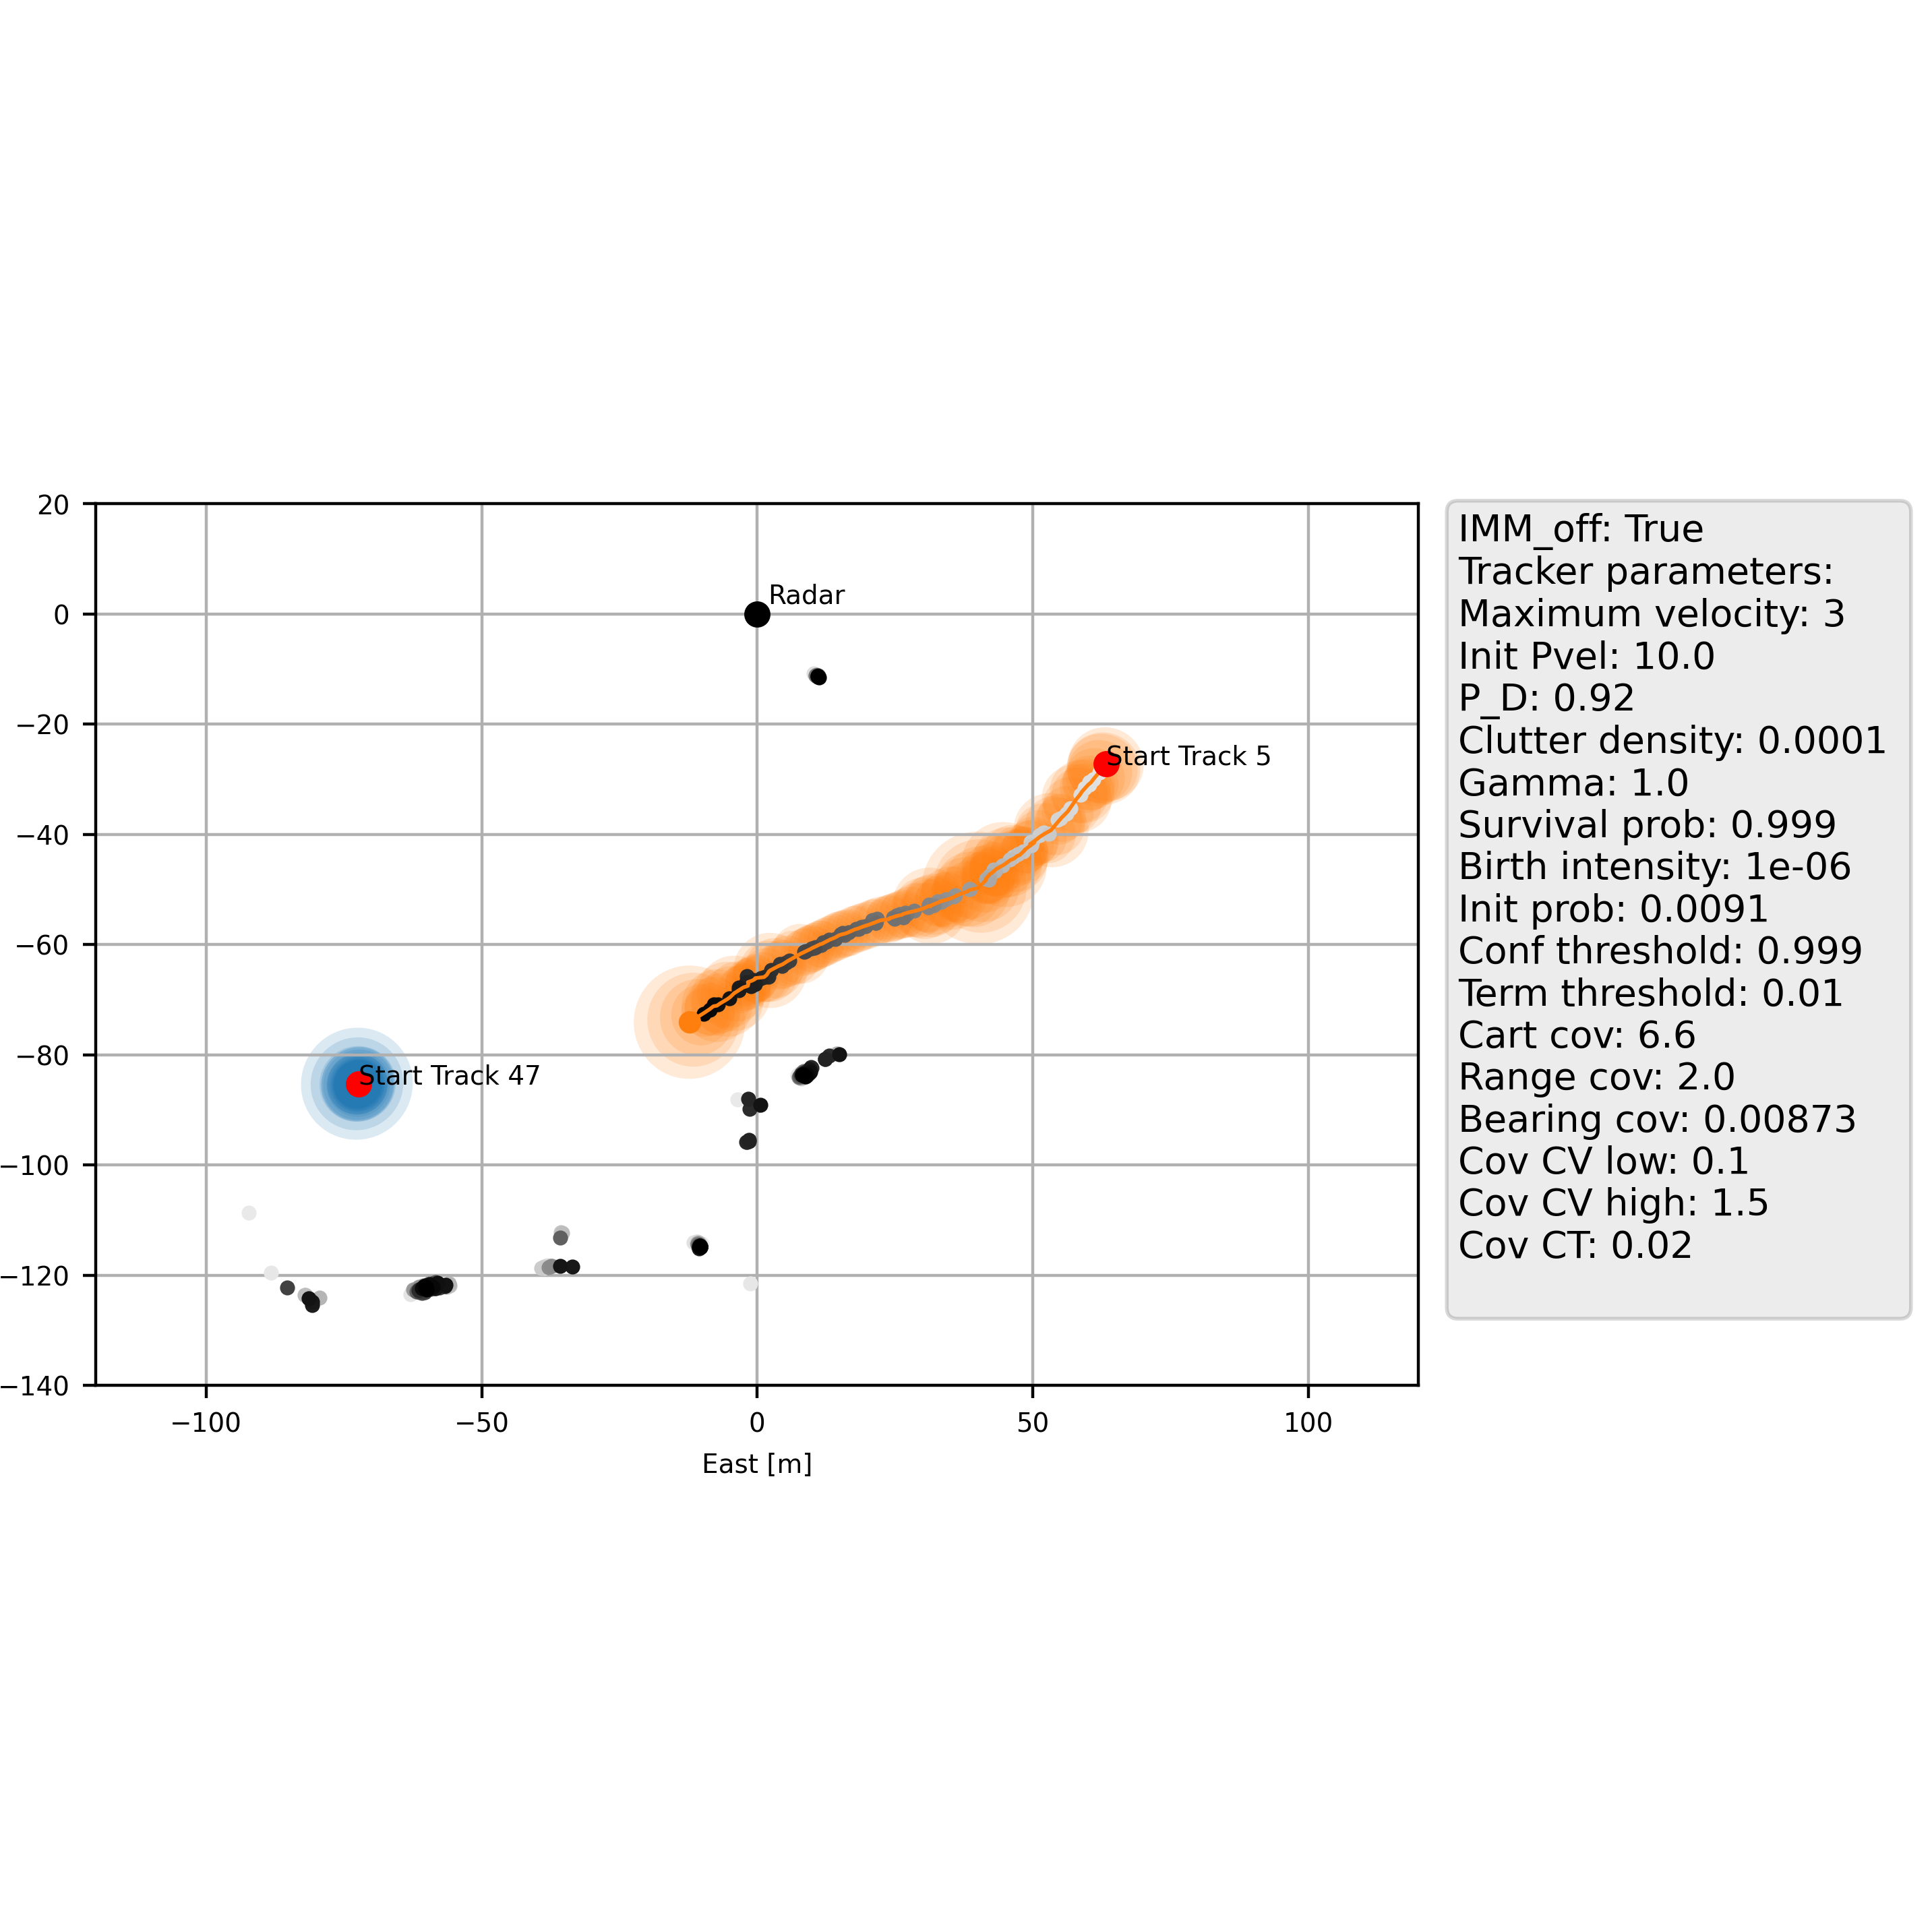 20
0
−20
−40
−60
−80
−100
−120
−140
−100
−50
0
50
100
East [m]
Radar
Start Track 5
Start Track 47
IMM_off: True
Tracker parameters:
Maximum velocity: 3
Init Pvel: 10.0
P_D: 0.92
Clutter density: 0.0001
Gamma: 1.0
Survival prob: 0.999
Birth intensity: 1e-06
Init prob: 0.0091
Conf threshold: 0.999
Term threshold: 0.01
Cart cov: 6.6
Range cov: 2.0
Bearing cov: 0.00873
Cov CV low: 0.1
Cov CV high: 1.5
Cov CT: 0.02